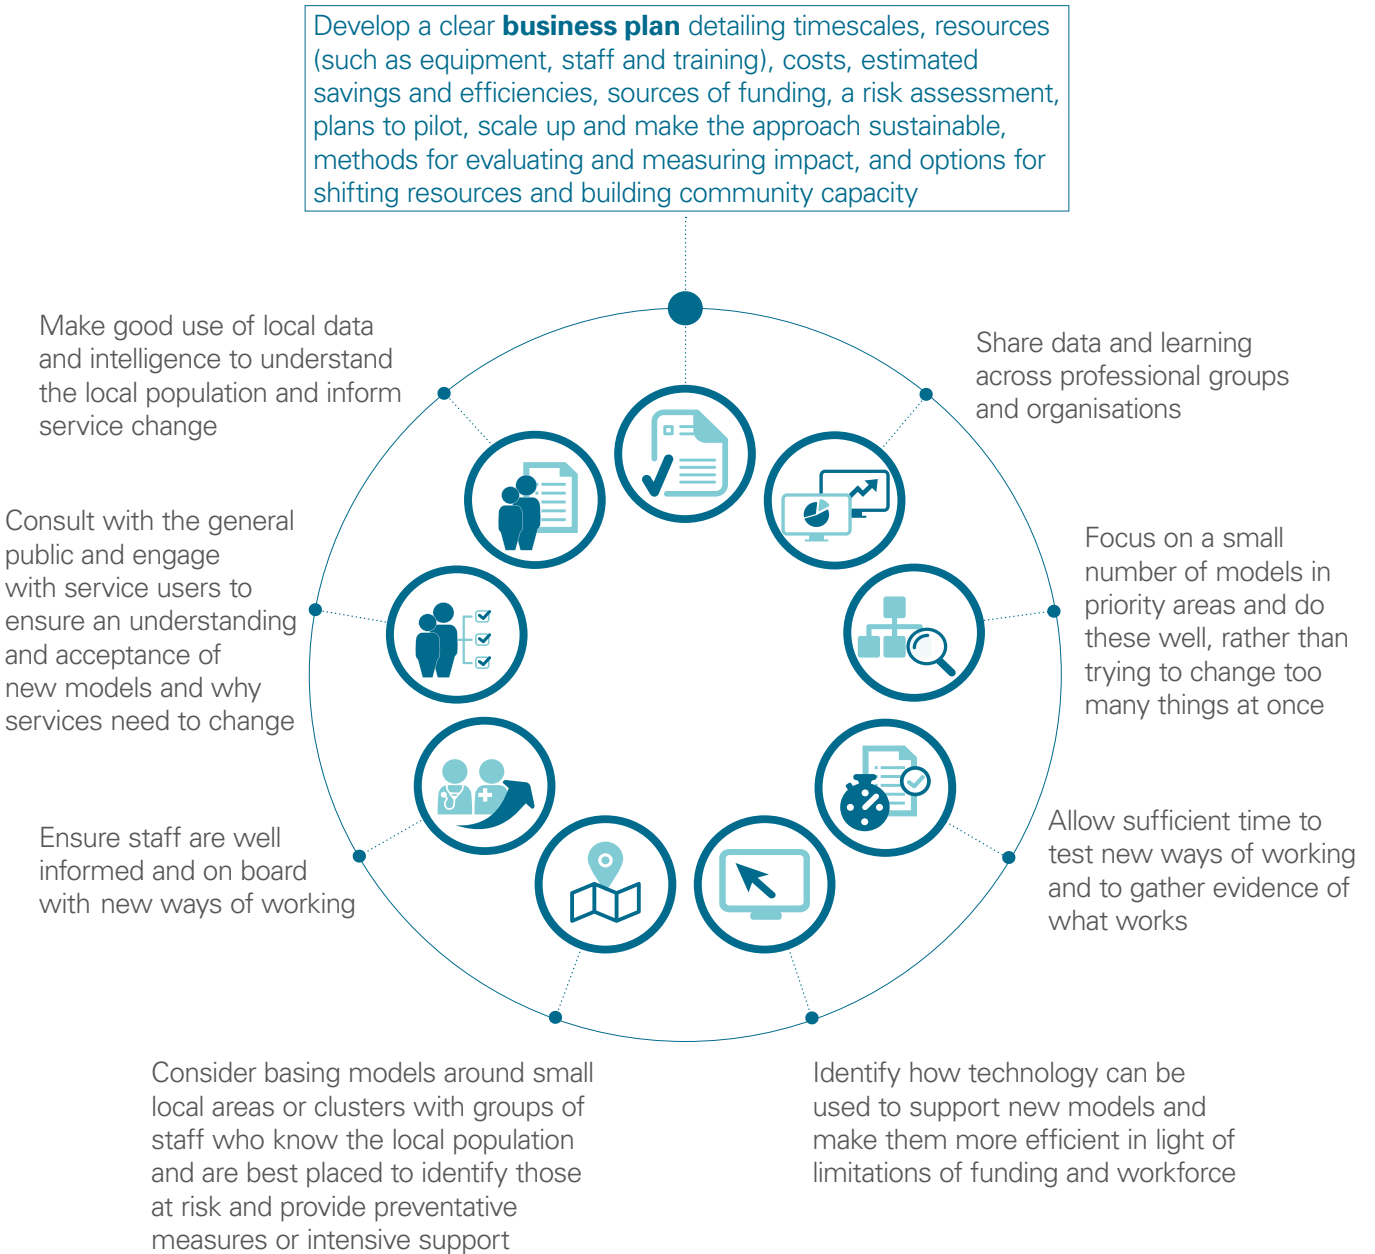 Develop a clear business plan detailing timescales, resources
(such as equipment, staff and training), costs, estimated
savings and efficiencies, sources of funding, a risk assessment,
plans to pilot, scale up and make the approach sustainable,
methods for evaluating and measuring impact, and options for
shifting resources and building community capacity
Share data and learning
across professional groups
and organisations
Focus on a small
number of models in
priority areas and do
these well, rather than
trying to change too
many things at once
Allow sufficient time to
test new ways of working
and to gather evidence of
what works
Identify how technology can be
used to support new models and
make them more efficient in light of
limitations of funding and workforce
Consider basing models around small
local areas or clusters with groups of
staff who know the local population
and are best placed to identify those
at risk and provide preventative
measures or intensive support
Ensure staff are well
informed and on board
with new ways of working
Consult with the general
public and engage
with service users to
ensure an understanding
and acceptance of
new models and why
services need to change
Make good use of local data
and intelligence to understand
the local population and inform
service change